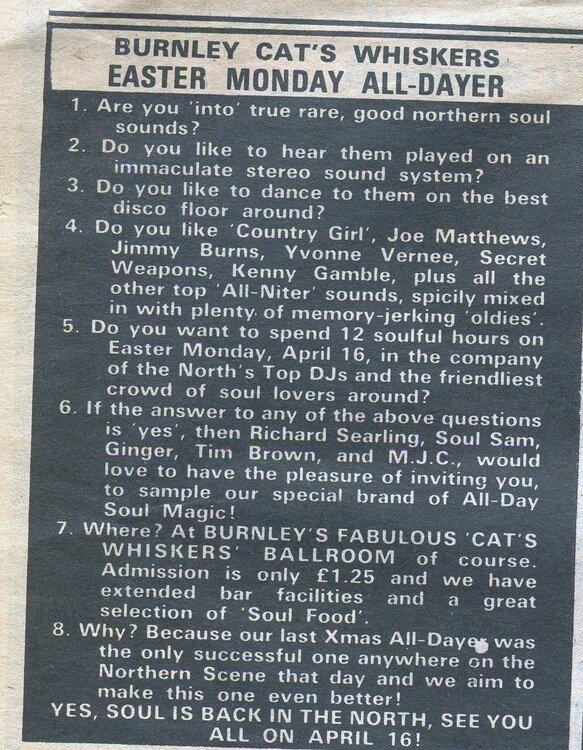 BURNLEY CAT'S WHISKERS
EASTER MONDAY ALL-DAYER
1. Are you 'into' true rare, good northern soul
sounds?
2. Do you like to hear them played on an
immaculate stereo sound system?
3. Do you like to dance to them on the best
disco floor around?
4. Do you like 'Country Girl', Joe Matthews,
Jimmy Burns, Yvonne Vernee, Secret
Weapons, Kenny Gamble, plus all the
other top 'All-Niter' sounds, spicily mixed
in with plenty of memory-jerking 'oldies'.
5. Do you want to spend 12 soulful hours on
Easter Monday, April 16, in the company
of the North's Top DJs and the friendliest
crowd of soul lovers around?
6. If the answer to any of the above questions
is 'yes', then Richard Searling, Soul Sam,
Ginger, Tim Brown, and M.J.C., would
love to have the pleasure of inviting you,
to sample our special brand of All-Day
Soul Magic!
7. Where? At BURNLEY'S FABULOUS 'CAT'S
WHISKERS' BALLROOM of course.
Admission is only £1.25 and we have
extended bar facilities and a great
selection of 'Soul Food'.
8. Why? Because our last Xmas All-Dayer was
the only successful one anywhere on the
Northern Scene that day and we aim to
make this one even better!
YES, SOUL IS BACK IN THE NORTH, SEE YOU
ALL ON APRIL 16!